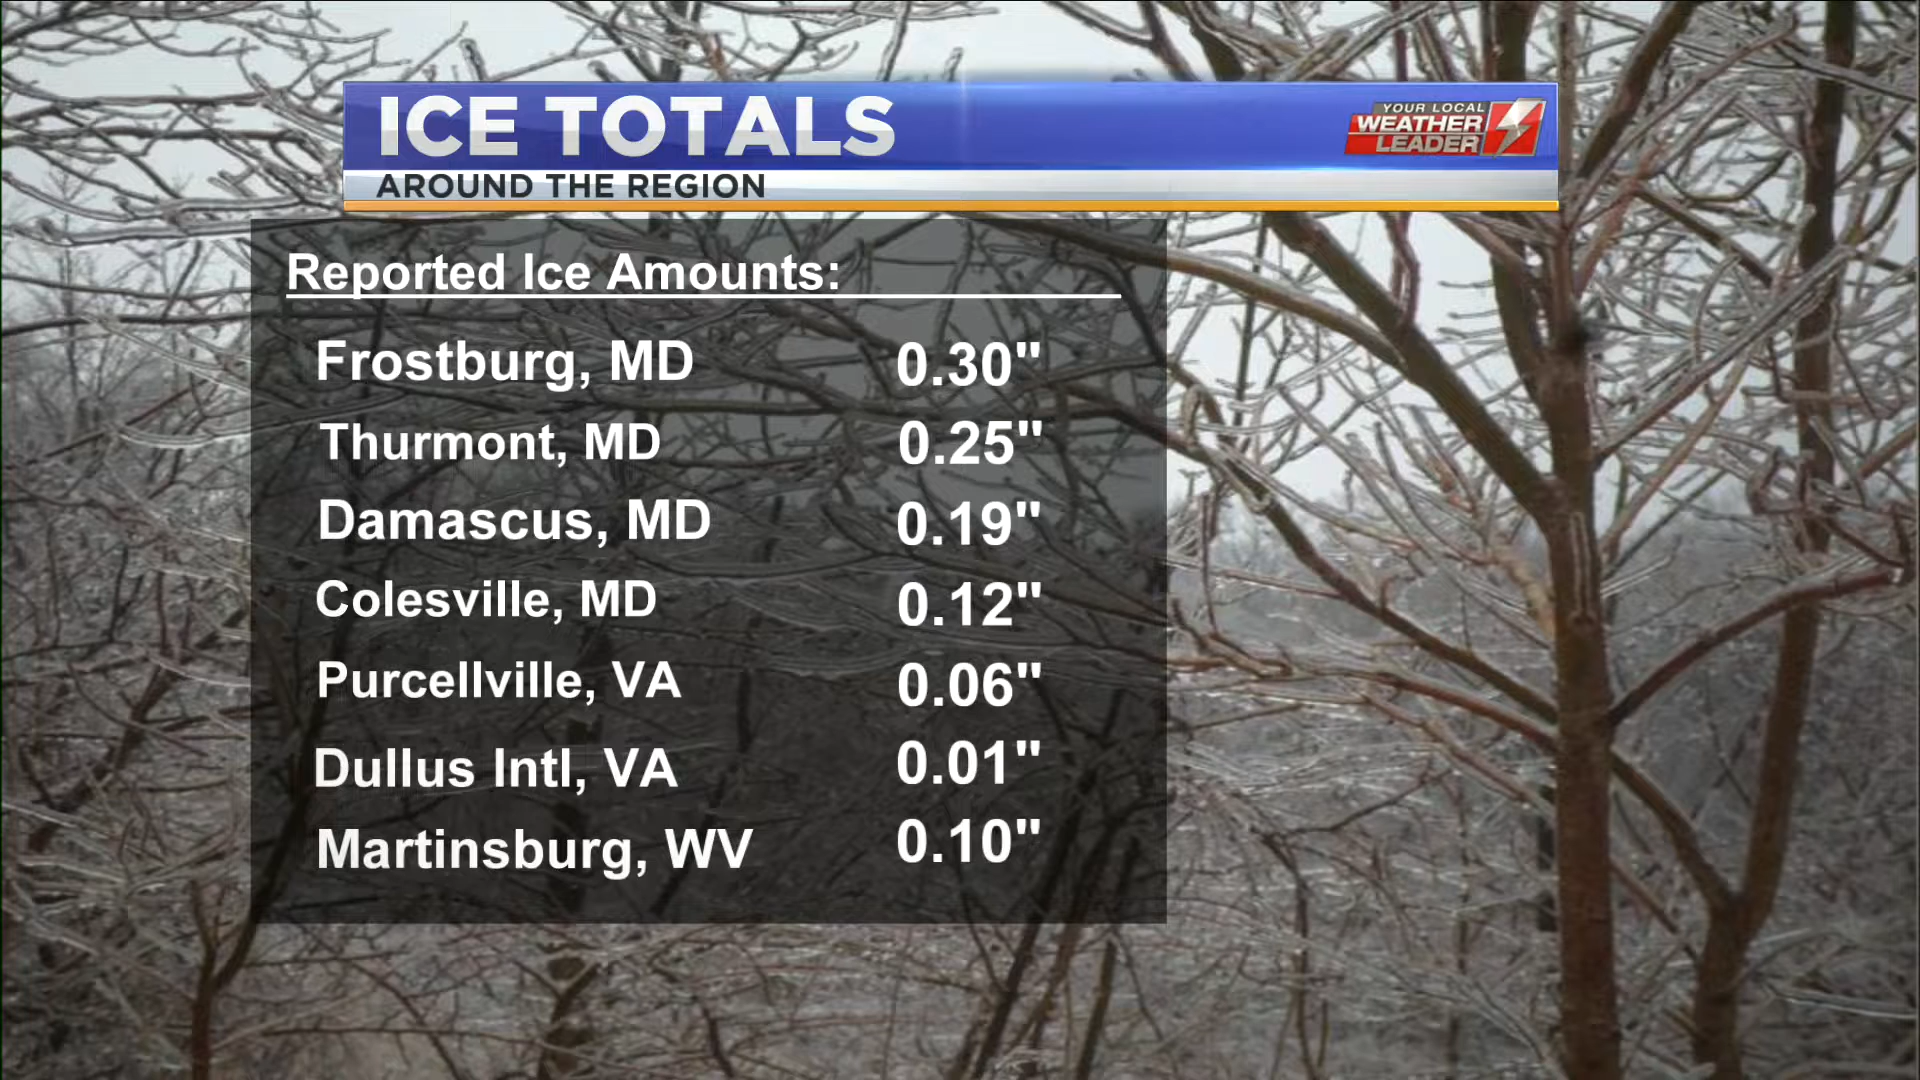 ICE TOTALS
YOUR LOCAL
WEATHER
LEADER
AROUND THE REGION
Reported Ice Amounts:
Frostburg, MD 0.30"
Thurmont, MD 0.25"
Damascus, MD 0.19"
Colesville, MD 0.12"
Purcellville, VA 0.06"
Dullus Intl, VA 0.01"
Martinsburg, WV 0.10"